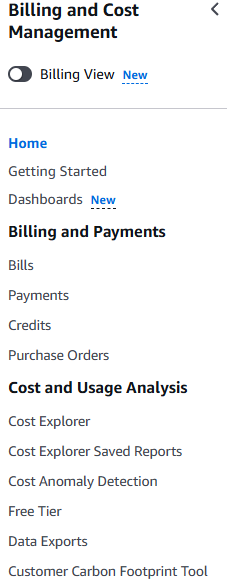 Billing and Cost
Management
Billing View New
Home
Getting Started
Dashboards New
Billing and Payments
Bills
Payments
Credits
Purchase Orders
Cost and Usage Analysis
Cost Explorer
Cost Explorer Saved Reports
Cost Anomaly Detection
Free Tier
Data Exports
Customer Carbon Footprint Tool